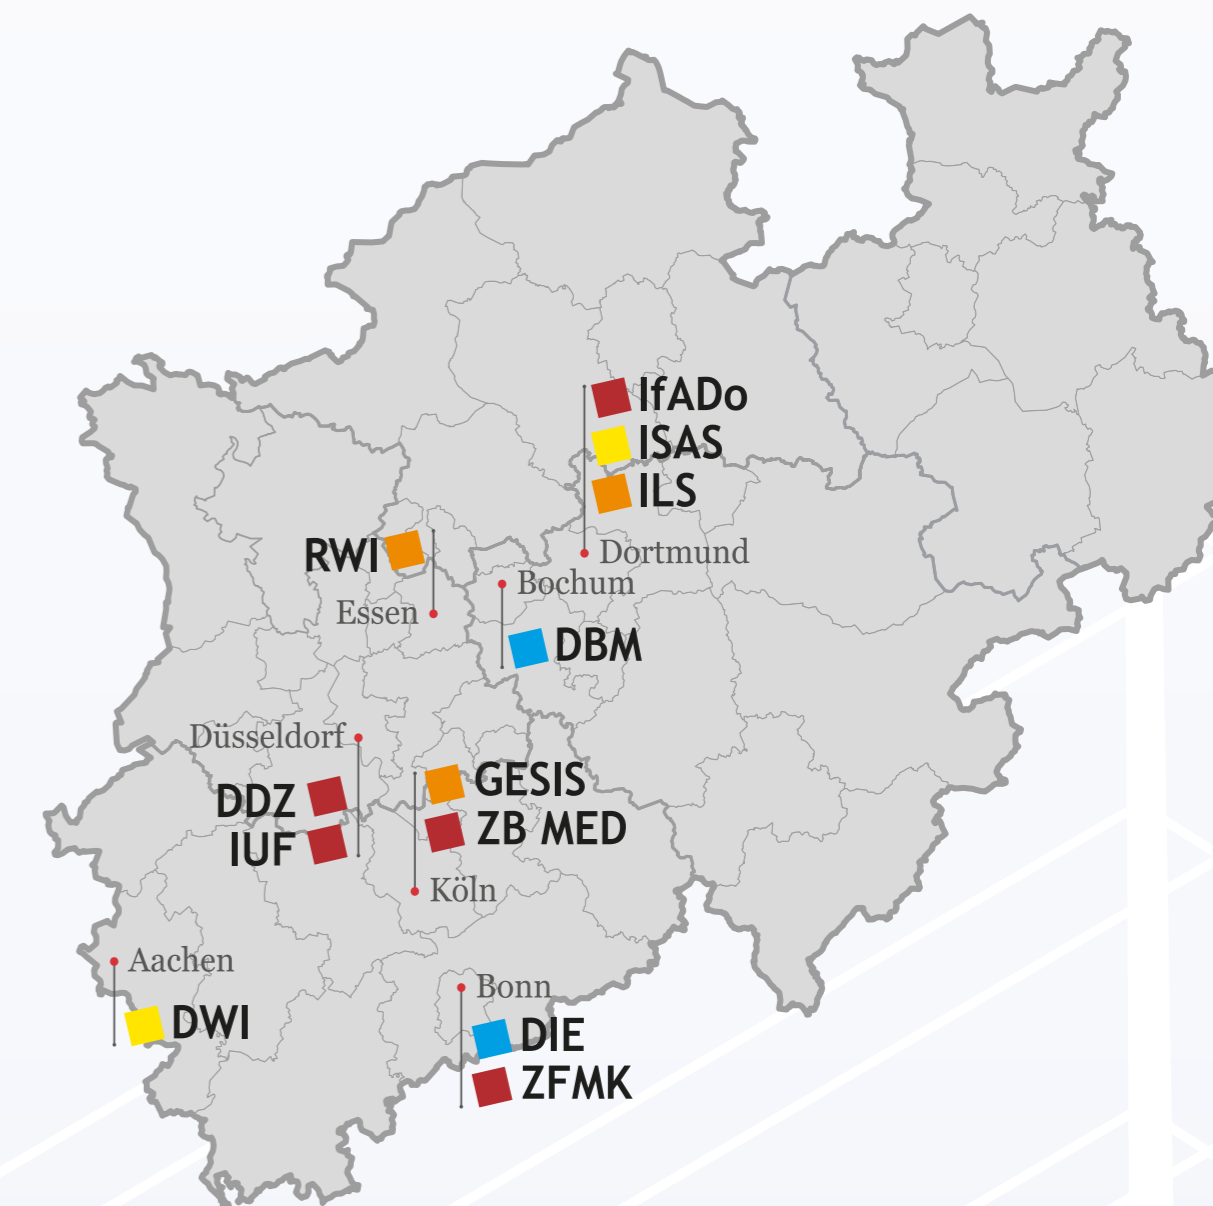 IfADo
ISAS
ILS
Dortmund
RWI
Essen
Bochum
DBM
Düsseldorf
DDZ
IUF
GESIS
ZB MED
Köln
Aachen
DWI
Bonn
DIE
ZFMK